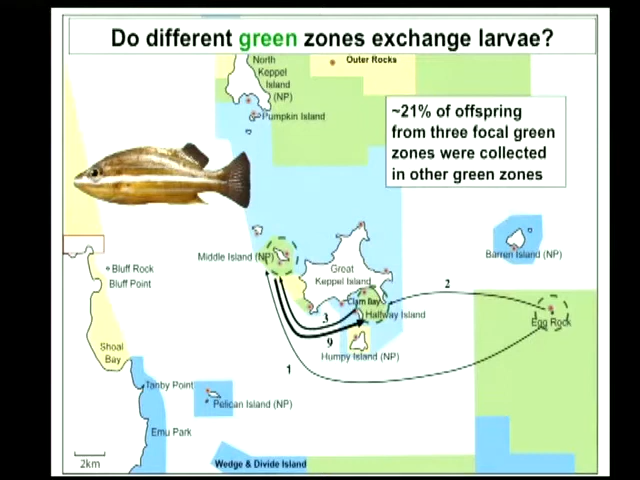 Do different green zones exchange larvae?
North
Keppel
Island
(NP)
Outer Rocks
Pumpkin Island
~21% of offspring
from three focal green
zones were collected
in other green zones
Middle Island (NP)
Barren Island (NP)
Bluff Rock
Bluff Point
Great
Keppel Island
Clam Bay
Halfway Island
2
Egg Rock
3
9
Humpy Island (NP)
1
Shoal
Bay
Tanby Point
Pelican Island (NP)
Emu Park
2km
Wedge & Divide Island